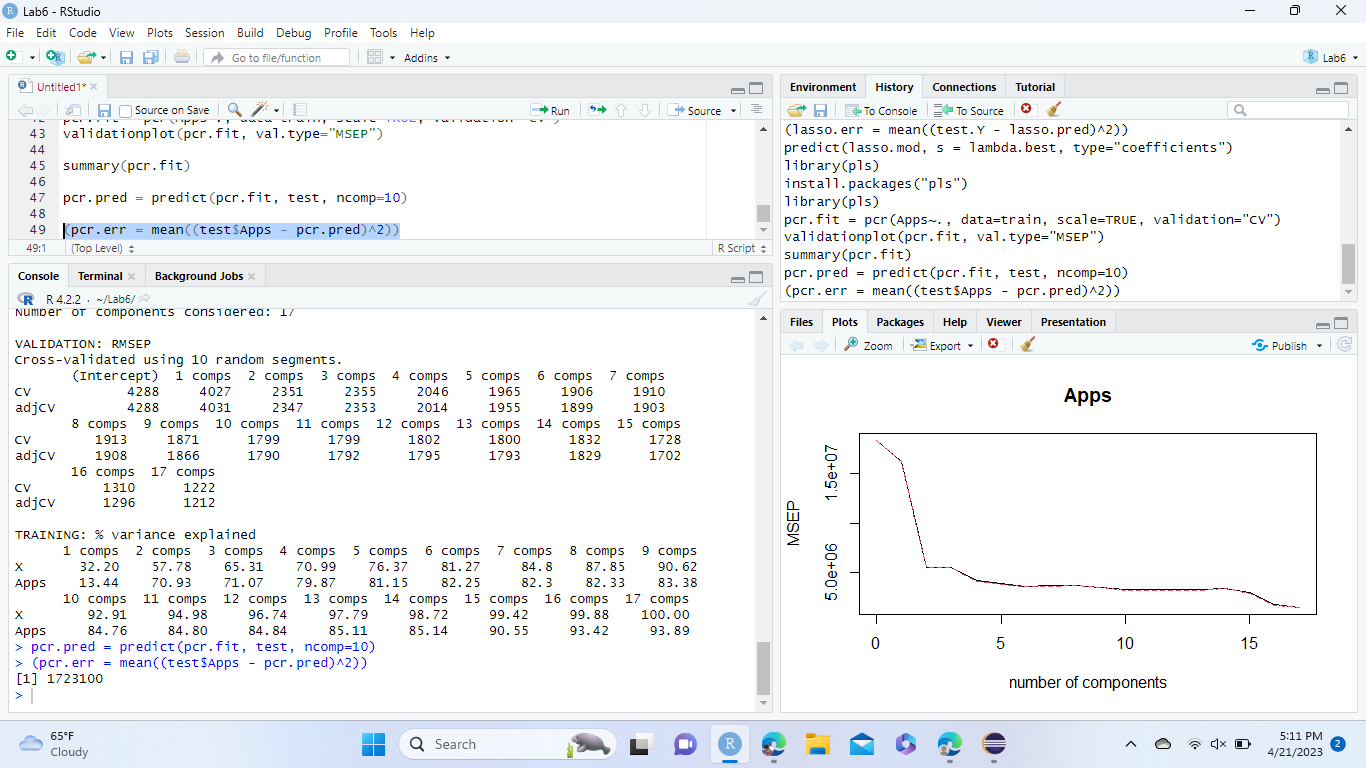 Lab6 - RStudio
File Edit Code View Plots Session Build Debug Profile Tools Help
Go to file/function Addins Lab6
Untitled1*
Source on Save Run Source
43 validationplot(pcr.fit, val.type="MSEP")
44
45 summary(pcr.fit)
46
47 pcr.pred = predict(pcr.fit, test, ncomp=10)
48
49 (pcr.err = mean((test$Apps - pcr.pred)^2))
49:1 (Top Level) R Script
Console Terminal Background Jobs
R 4.2.2 · ~/Lab6/
Number of components considered: 17
VALIDATION: RMSEP
Cross-validated using 10 random segments.
(Intercept) 1 comps 2 comps 3 comps 4 comps 5 comps 6 comps 7 comps
CV 4288 4027 2351 2355 2046 1965 1906 1910
adjCV 4288 4031 2347 2353 2014 1955 1899 1903
8 comps 9 comps 10 comps 11 comps 12 comps 13 comps 14 comps 15 comps
CV 1913 1871 1799 1799 1802 1800 1832 1728
adjCV 1908 1866 1790 1792 1795 1793 1829 1702
16 comps 17 comps
CV 1310 1222
adjCV 1296 1212
TRAINING: % variance explained
1 comps 2 comps 3 comps 4 comps 5 comps 6 comps 7 comps 8 comps 9 comps
X 32.20 57.78 65.31 70.99 76.37 81.27 84.8 87.85 90.62
Apps 13.44 70.93 71.07 79.87 81.15 82.25 82.3 82.33 83.38
10 comps 11 comps 12 comps 13 comps 14 comps 15 comps 16 comps 17 comps
X 92.91 94.98 96.74 97.79 98.72 99.42 99.88 100.00
Apps 84.76 84.80 84.84 85.11 85.14 90.55 93.42 93.89
> pcr.pred = predict(pcr.fit, test, ncomp=10)
> (pcr.err = mean((test$Apps - pcr.pred)^2))
[1] 1723100
>
Environment History Connections Tutorial
To Console To Source
(lasso.err = mean((test.Y - lasso.pred)^2))
predict(lasso.mod, s = lambda.best, type="coefficients")
library(pls)
install.packages("pls")
library(pls)
pcr.fit = pcr(Apps~., data=train, scale=TRUE, validation="CV")
validationplot(pcr.fit, val.type="MSEP")
summary(pcr.fit)
pcr.pred = predict(pcr.fit, test, ncomp=10)
(pcr.err = mean((test$Apps - pcr.pred)^2))
Files Plots Packages Help Viewer Presentation
Zoom Export Publish
Apps
MSEP
1.5e+07
5.0e+06
0 5 10 15
number of components
65°F
Cloudy
Search
5:11 PM
4/21/2023
2